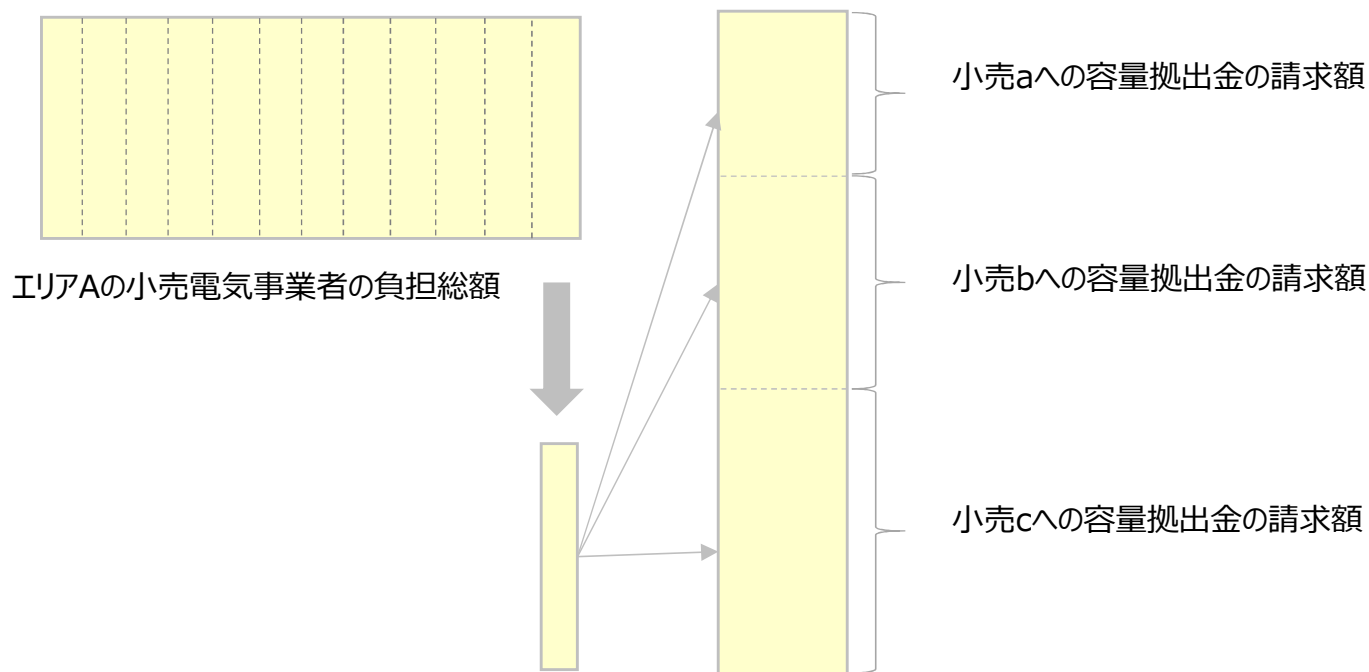 小売aへの容量拠出金の請求額
エリアAの小売電気事業者の負担総額
小売bへの容量拠出金の請求額
小売cへの容量拠出金の請求額